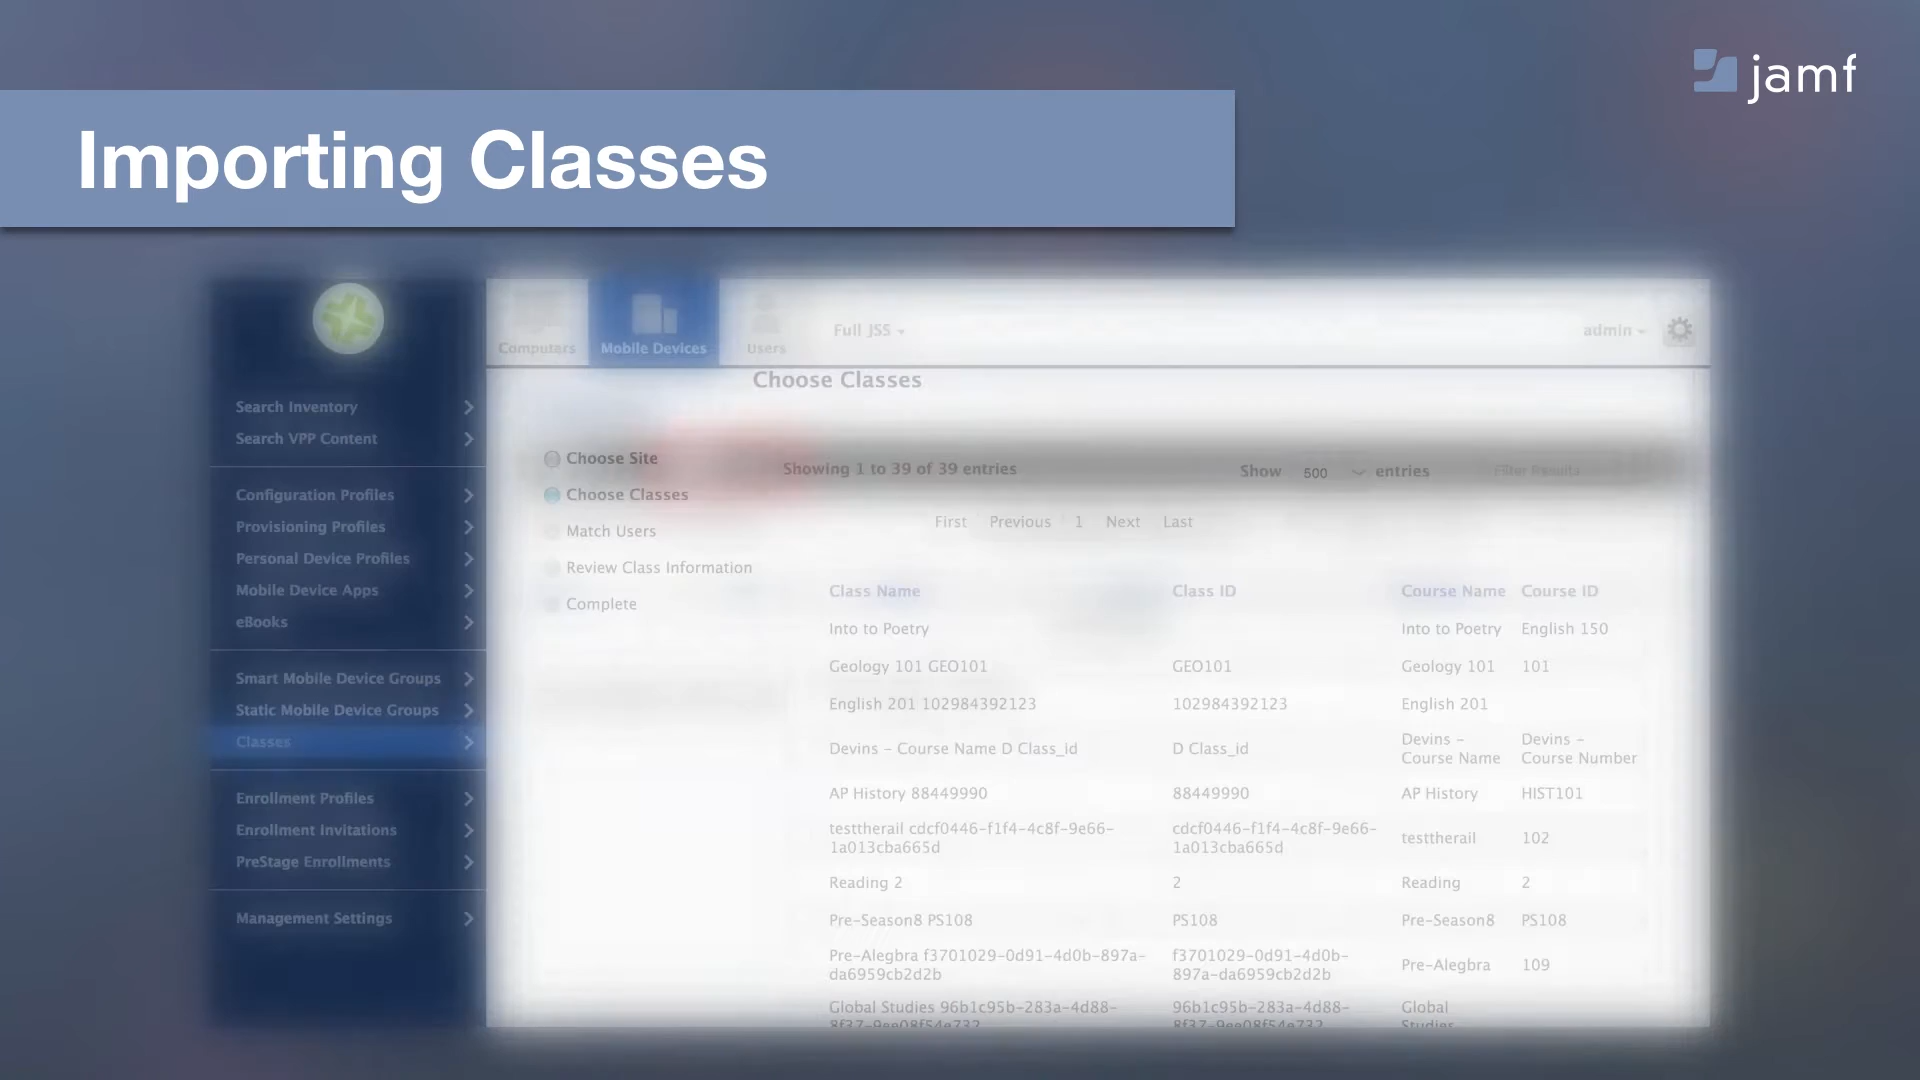 jamf
Importing Classes
Computers
Mobile Devices
Users
Full JSS
admin
Search Inventory
Search VPP Content
Configuration Profiles
Provisioning Profiles
Personal Device Profiles
Mobile Device Apps
eBooks
Smart Mobile Device Groups
Static Mobile Device Groups
Classes
Enrollment Profiles
Enrollment Invitations
PreStage Enrollments
Management Settings
Choose Classes
Choose Site
Choose Classes
Match Users
Review Class Information
Complete
Showing 1 to 39 of 39 entries
Show 500 entries
Filter Results
First Previous 1 Next Last
Class Name Class ID Course Name Course ID
Into to Poetry Into to Poetry English 150
Geology 101 GEO101 GEO101 Geology 101 101
English 201 102984392123 102984392123 English 201
Devins - Course Name D Class_id D Class_id
Devins -
Course Name
Devins -
Course Number
AP History 88449990 88449990 AP History HIST101
testtherail cdcf0446-f1f4-4c8f-9e66-
1a013cba665d
cdcf0446-f1f4-4c8f-9e66-
1a013cba665d
testtherail 102
Reading 2 2 Reading 2
Pre-Season8 PS108 PS108 Pre-Season8 PS108
Pre-Alegbra f3701029-0d91-4d0b-897a-
da6959cb2d2b
f3701029-0d91-4d0b-
897a-da6959cb2d2b
Pre-Alegbra 109
Global Studies 96b1c95b-283a-4d88-
8f37-9ee08f54e732
96b1c95b-283a-4d88-
8f37-9ee08f54e732
Global
Studies